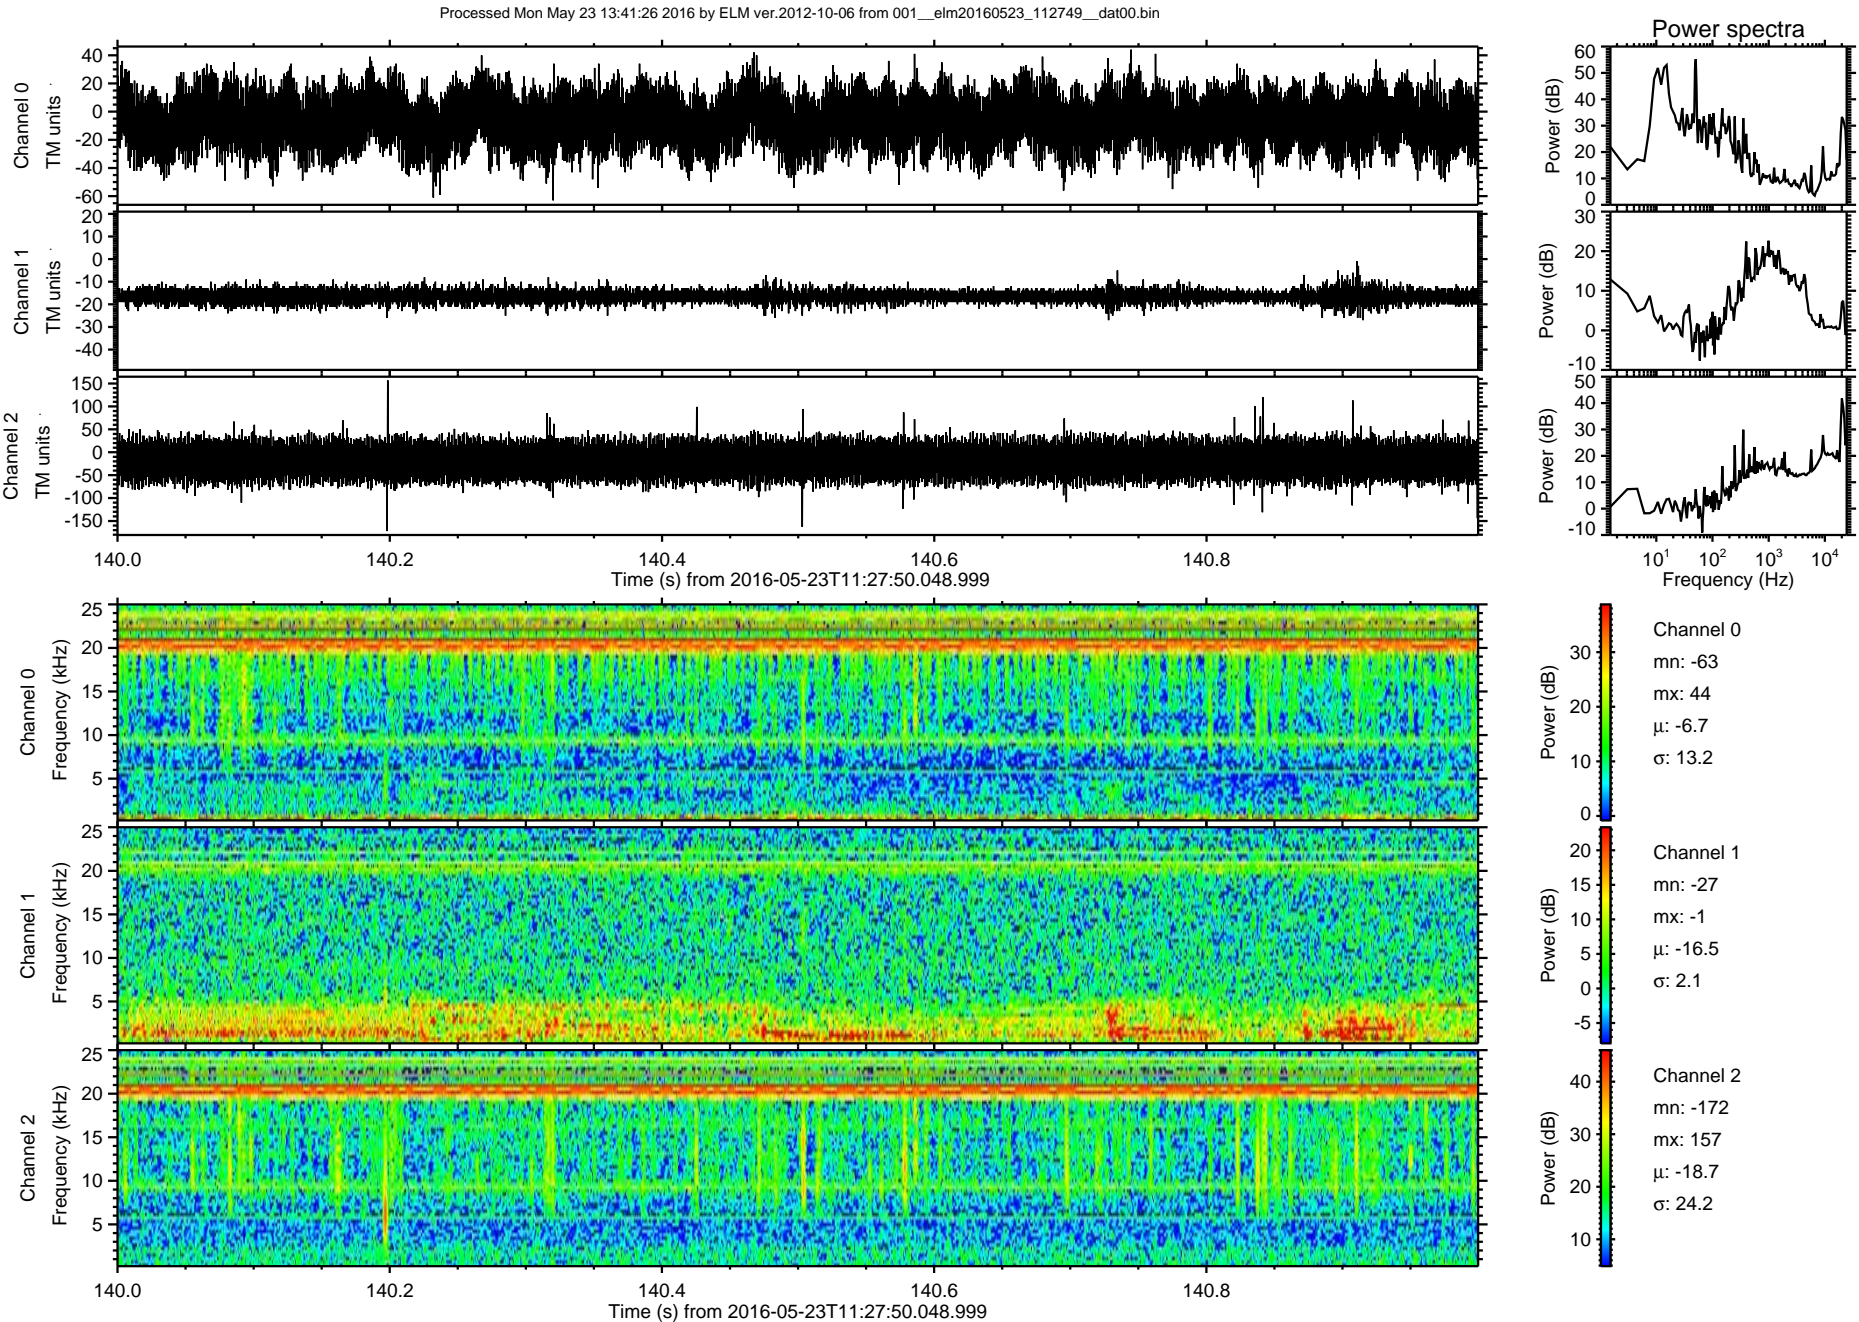 Processed Mon May 23 13:41:26 2016 by ELM ver.2012-10-06 from 001__elm20160523_112749__dat00.bin
Power spectra
Channel 0
TM units
40
20
0
-20
-40
-60
Power (dB)
60
50
40
30
20
10
0
Channel 1
TM units
20
10
0
-10
-20
-30
-40
Power (dB)
30
20
10
0
-10
Channel 2
TM units
150
100
50
0
-50
-100
-150
Power (dB)
50
40
30
20
10
0
-10
140.0 140.2 140.4 140.6 140.8
Time (s) from 2016-05-23T11:27:50.048.999
10¹ 10² 10³ 10⁴
Frequency (Hz)
Channel 0
Frequency (kHz)
25
20
15
10
5
Power (dB)
30
20
10
0
Channel 0
mn: -63
mx: 44
μ: -6.7
σ: 13.2
Channel 1
Frequency (kHz)
25
20
15
10
5
Power (dB)
20
15
10
5
0
-5
Channel 1
mn: -27
mx: -1
μ: -16.5
σ: 2.1
Channel 2
Frequency (kHz)
25
20
15
10
5
Power (dB)
40
30
20
10
Channel 2
mn: -172
mx: 157
μ: -18.7
σ: 24.2
140.0 140.2 140.4 140.6 140.8
Time (s) from 2016-05-23T11:27:50.048.999